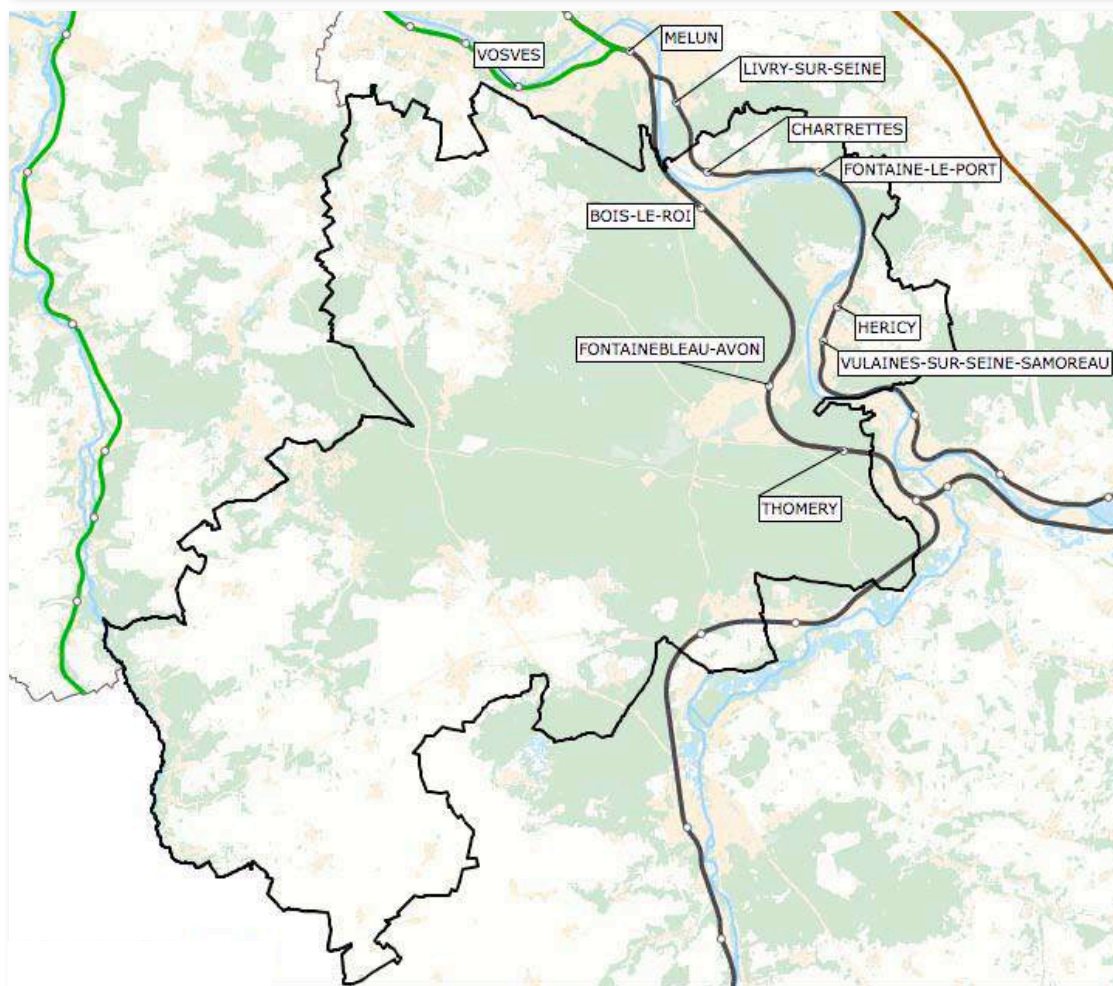 MELUN
VOSVES
LIVRY-SUR-SEINE
CHARTRETTES
FONTAINE-LE-PORT
BOIS-LE-ROI
HERICY
FONTAINEBLEAU-AVON
VULAINES-SUR-SEINE-SAMOREAU
THOMERY